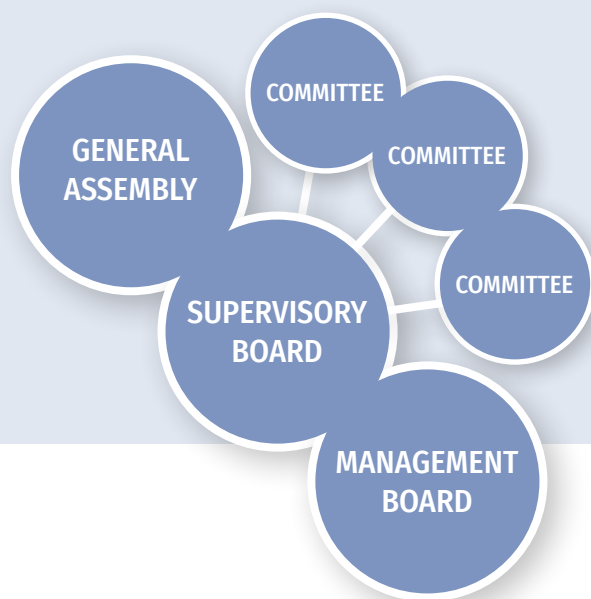 COMMITTEE
GENERAL
ASSEMBLY
COMMITTEE
COMMITTEE
SUPERVISORY
BOARD
MANAGEMENT
BOARD